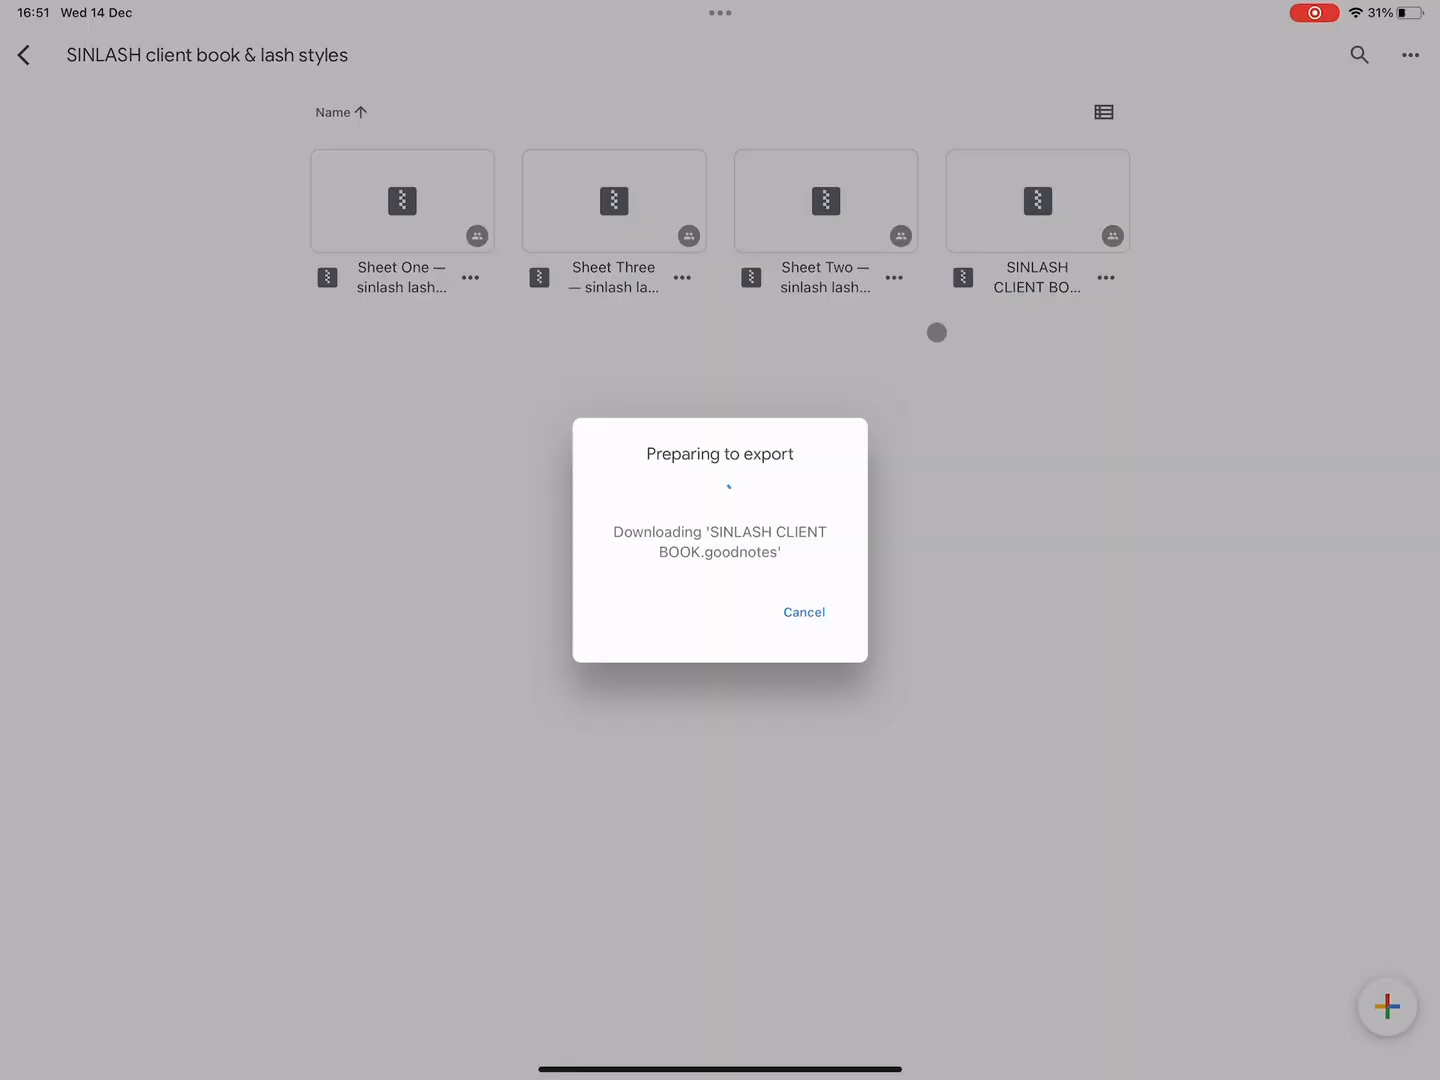 16:51 Wed 14 Dec
31%
SINLASH client book & lash styles
Name
Sheet One —
sinlash lash...
Sheet Three
— sinlash la...
Sheet Two —
sinlash lash...
SINLASH
CLIENT BO...
Preparing to export
Downloading 'SINLASH CLIENT
BOOK.goodnotes'
Cancel